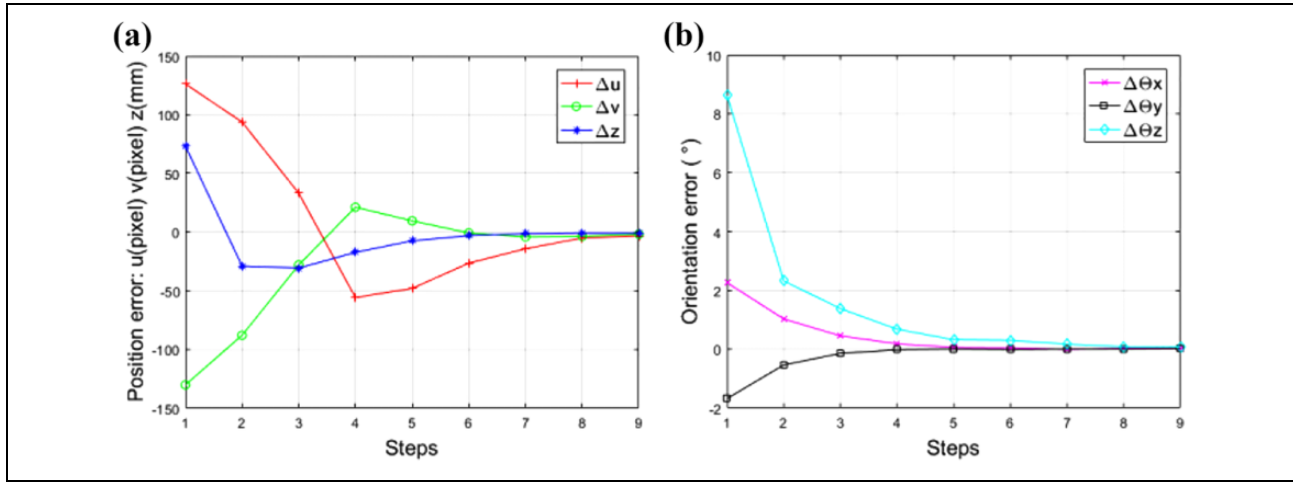 (a)
Position error: u(pixel) v(pixel) z(mm)
150
100
50
0
-50
-100
-150
1 2 3 4 5 6 7 8 9
Steps
Δu
Δv
Δz
(b)
Orientation error (°)
10
8
6
4
2
0
-2
1 2 3 4 5 6 7 8 9
Steps
ΔΘx
ΔΘy
ΔΘz